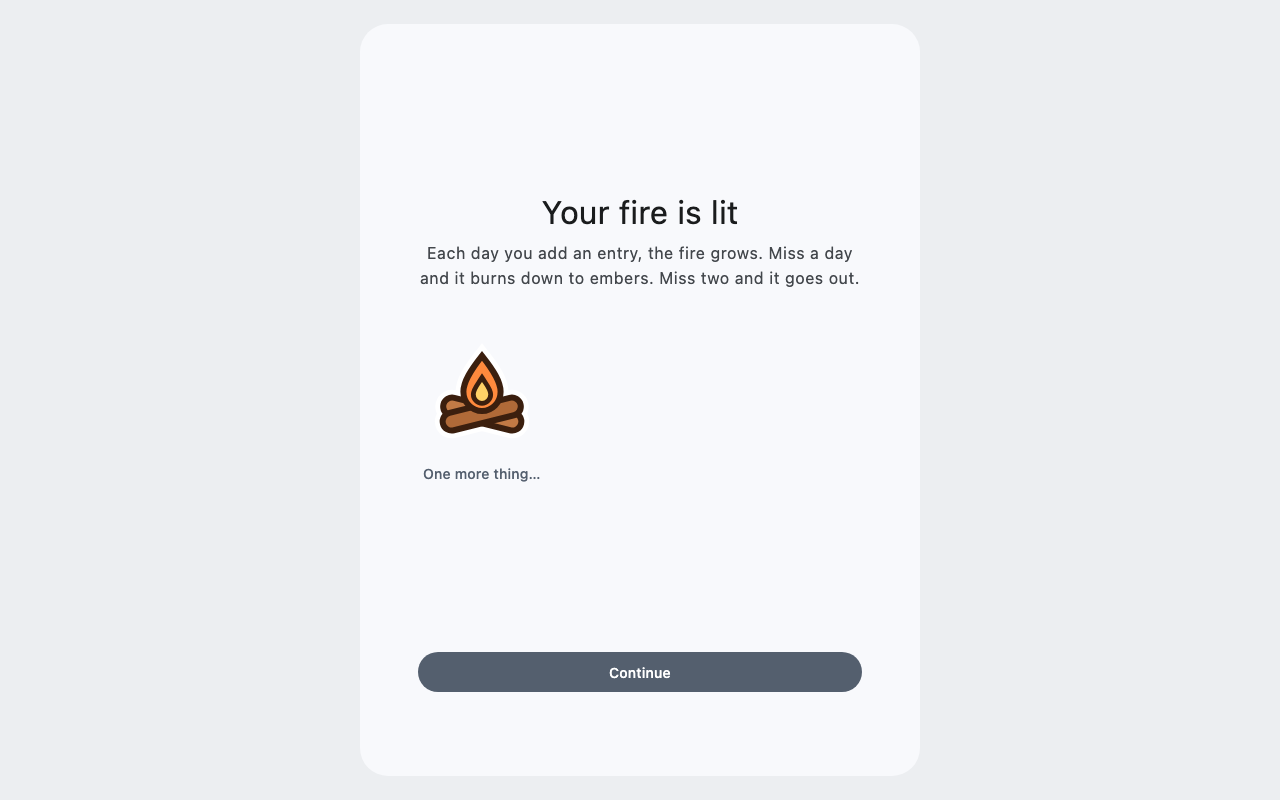 Your fire is lit
Each day you add an entry, the fire grows. Miss a day
and it burns down to embers. Miss two and it goes out.
One more thing...
Continue